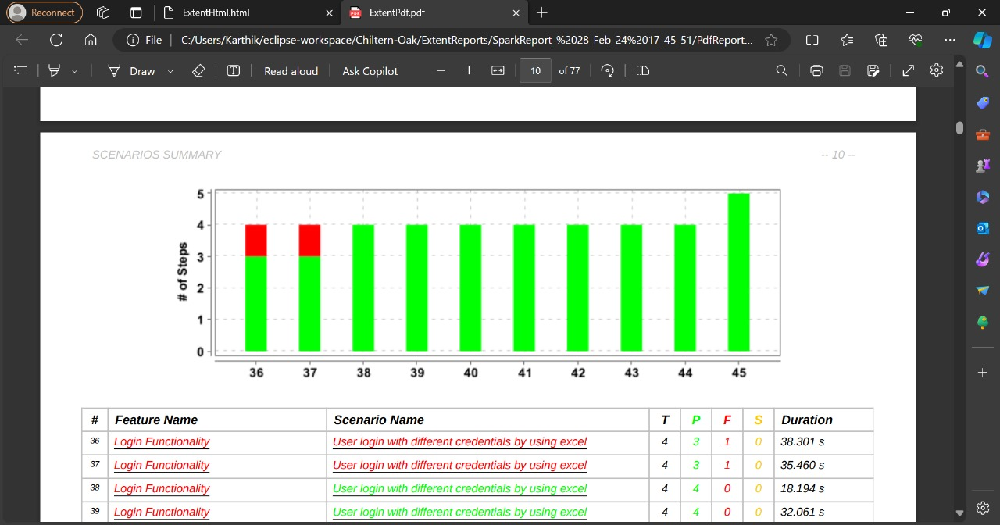 Reconnect ExtentHtml.html ExtentPdf.pdf
File C:/Users/Karthik/eclipse-workspace/Chiltern-Oak/ExtentReports/SparkReport_%2028_Feb_24%2017_45_51/PdfReport...
Draw Read aloud Ask Copilot 10 of 77
SCENARIOS SUMMARY -- 10 --
5
4
3
2
1
0
# of Steps
36 37 38 39 40 41 42 43 44 45
# Feature Name Scenario Name T P F S Duration
36 Login Functionality User login with different credentials by using excel 4 3 1 0 38.301 s
37 Login Functionality User login with different credentials by using excel 4 3 1 0 35.460 s
38 Login Functionality User login with different credentials by using excel 4 4 0 0 18.194 s
39 Login Functionality User login with different credentials by using excel 4 4 0 0 32.061 s